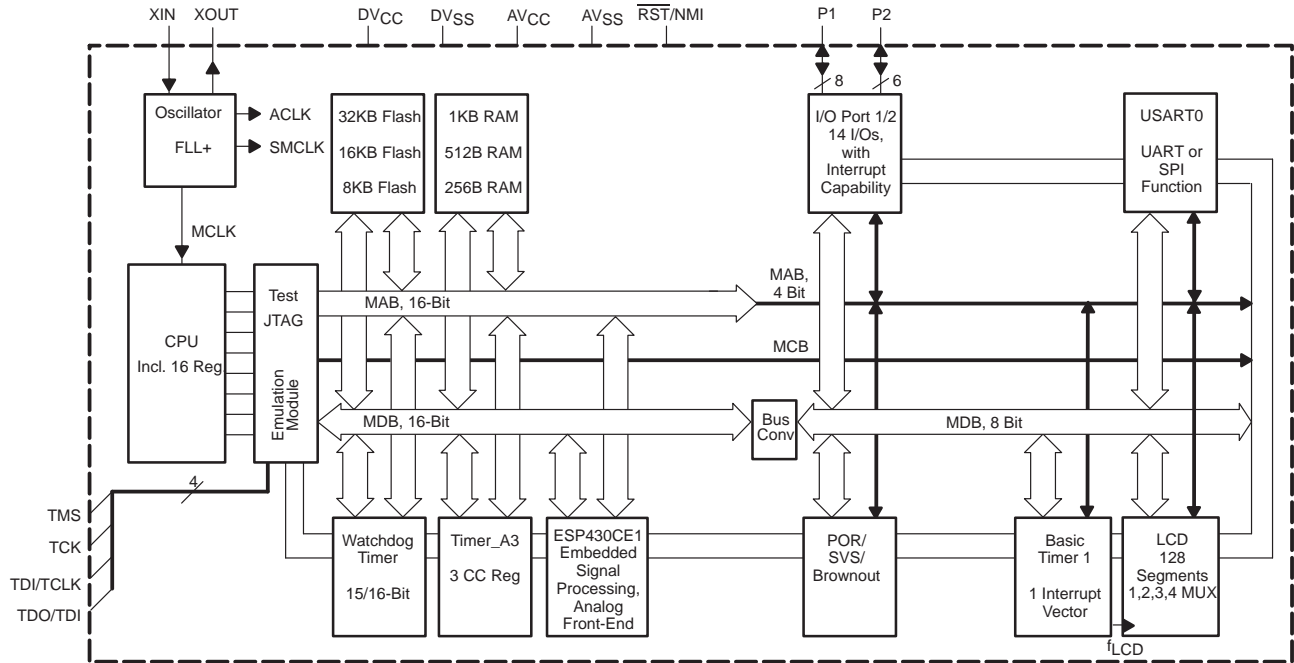 XIN
XOUT
DVCC
DVSS
AVCC
AVSS
RST/NMI
P1
P2
8
6
Oscillator
FLL+
ACLK
SMCLK
32KB Flash
16KB Flash
8KB Flash
1KB RAM
512B RAM
256B RAM
I/O Port 1/2
14 I/Os,
with
Interrupt
Capability
USART0
UART or
SPI
Function
MCLK
CPU
Incl. 16 Reg.
Test
JTAG
Emulation
Module
MAB, 16-Bit
MAB,
4 Bit
MCB
MDB, 16-Bit
Bus
Conv
MDB, 8 Bit
4
TMS
TCK
TDI/TCLK
TDO/TDI
Watchdog
Timer
15/16-Bit
Timer_A3
3 CC Reg
ESP430CE1
Embedded
Signal
Processing,
Analog
Front-End
POR/
SVS/
Brownout
Basic
Timer 1
1 Interrupt
Vector
LCD
128
Segments
1,2,3,4 MUX
fLCD